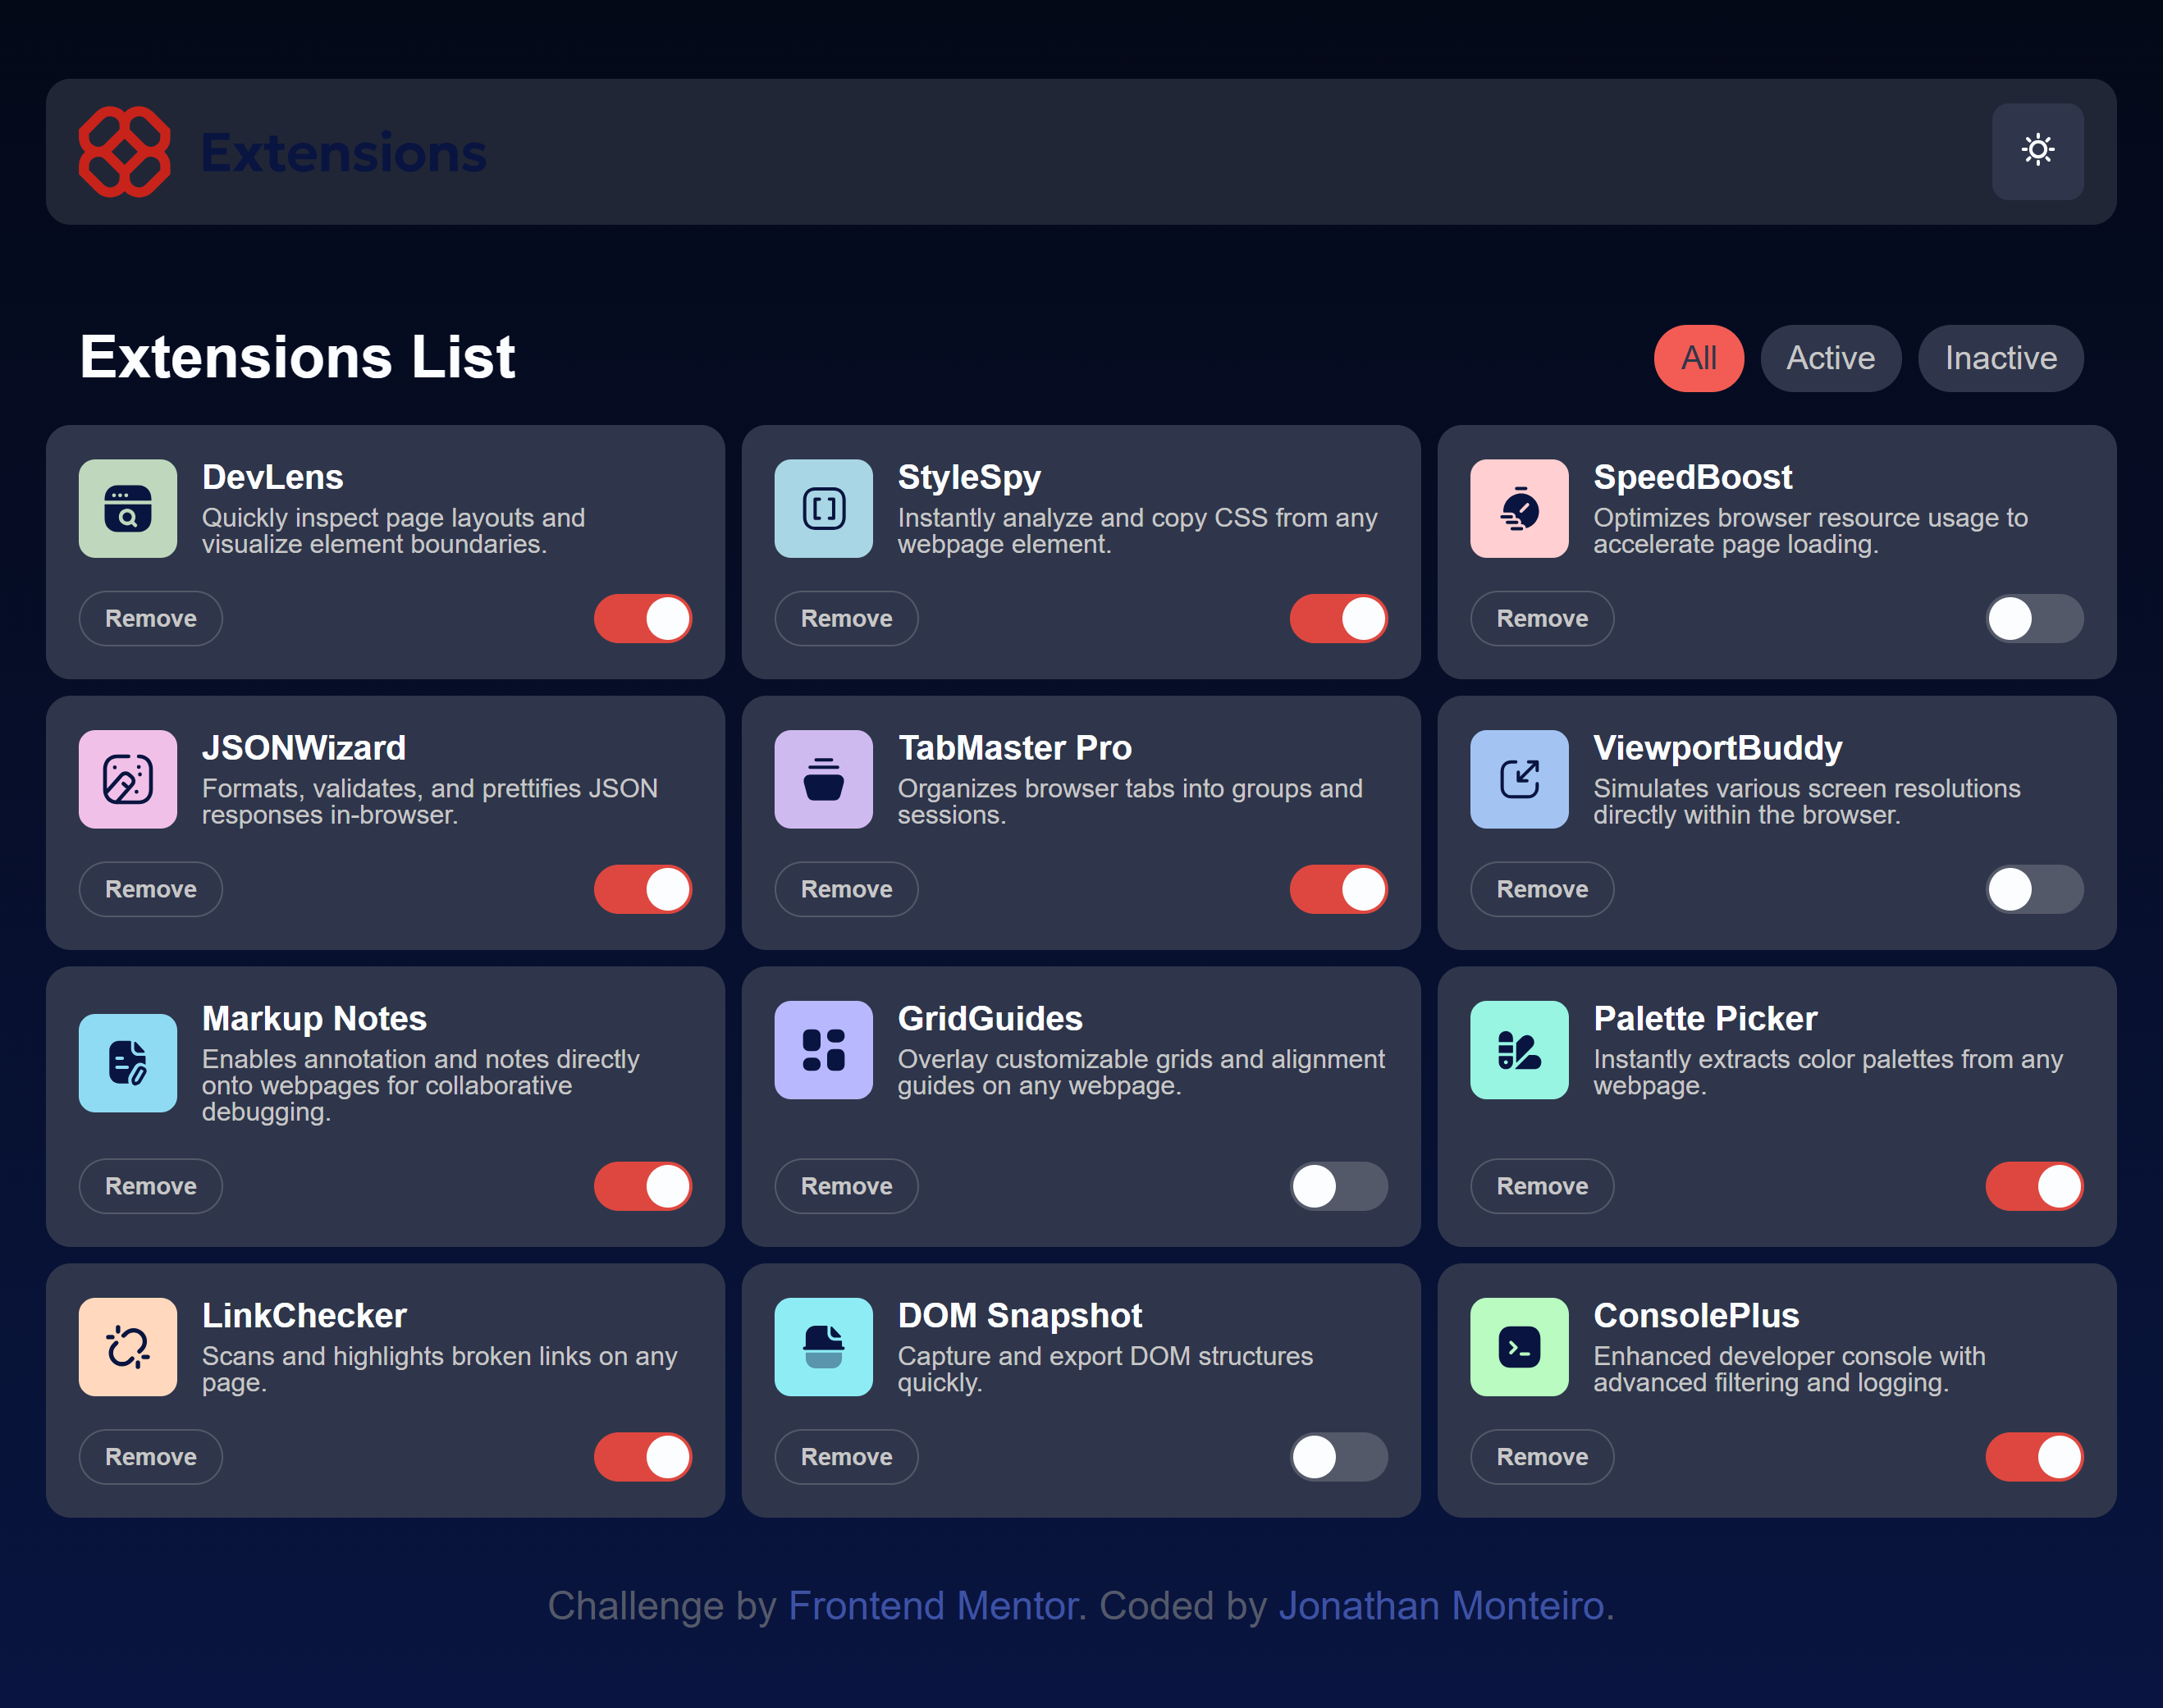 Extensions
Extensions List
All
Active
Inactive
DevLens
Quickly inspect page layouts and
visualize element boundaries.
Remove
StyleSpy
Instantly analyze and copy CSS from any
webpage element.
Remove
SpeedBoost
Optimizes browser resource usage to
accelerate page loading.
Remove
JSONWizard
Formats, validates, and prettifies JSON
responses in-browser.
Remove
TabMaster Pro
Organizes browser tabs into groups and
sessions.
Remove
ViewportBuddy
Simulates various screen resolutions
directly within the browser.
Remove
Markup Notes
Enables annotation and notes directly
onto webpages for collaborative
debugging.
Remove
GridGuides
Overlay customizable grids and alignment
guides on any webpage.
Remove
Palette Picker
Instantly extracts color palettes from any
webpage.
Remove
LinkChecker
Scans and highlights broken links on any
page.
Remove
DOM Snapshot
Capture and export DOM structures
quickly.
Remove
ConsolePlus
Enhanced developer console with
advanced filtering and logging.
Remove
Challenge by Frontend Mentor. Coded by Jonathan Monteiro.